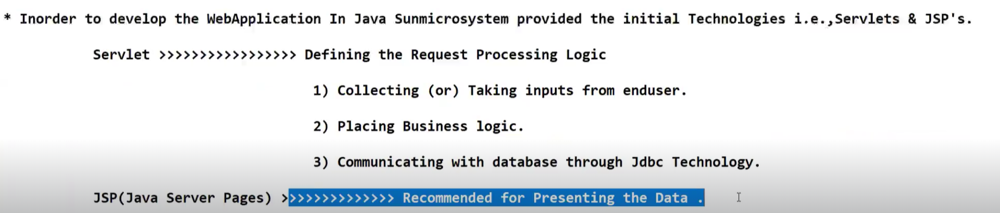 * Inorder to develop the WebApplication In Java Sunmicrosystem provided the initial Technologies i.e.,Servlets & JSP's.
Servlet >>>>>>>>>>>>>>>>> Defining the Request Processing Logic
1) Collecting (or) Taking inputs from enduser.
2) Placing Business logic.
3) Communicating with database through Jdbc Technology.
JSP(Java Server Pages) >>>>>>>>>>>>>> Recommended for Presenting the Data .